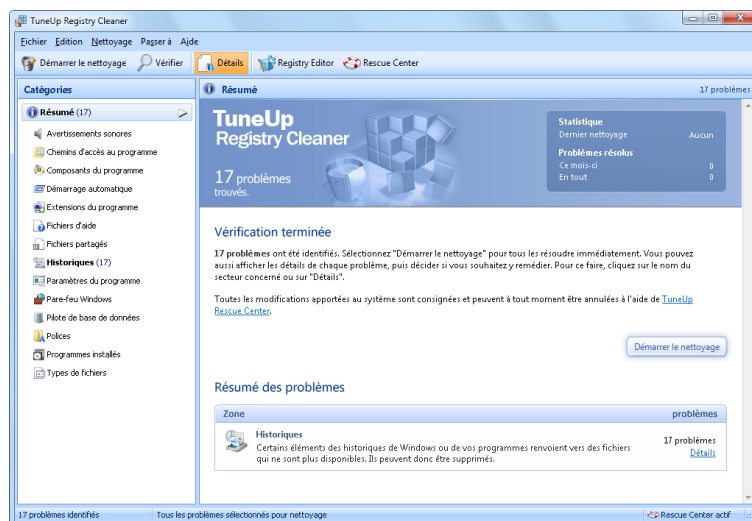 TuneUp Registry Cleaner
Fichier Edition Nettoyage Passer à Aide
Démarrer le nettoyage Vérifier Détails Registry Editor Rescue Center
Catégories
Résumé (17)
Avertissements sonores
Chemins d'accès au programme
Composants du programme
Démarrage automatique
Extensions du programme
Fichiers d'aide
Fichiers partagés
Historiques (17)
Paramètres du programme
Pare-feu Windows
Pilote de base de données
Polices
Programmes installés
Types de fichiers
Résumé 17 problèmes
TuneUp
Registry Cleaner
17 problèmes
trouvés.
Statistique
Dernier nettoyage Aucun
Problèmes résolus
Ce mois-ci 0
En tout 0
Vérification terminée
17 problèmes ont été identifiés. Sélectionnez "Démarrer le nettoyage" pour tous les résoudre immédiatement. Vous pouvez
aussi afficher les détails de chaque problème, puis décider si vous souhaitez y remédier. Pour ce faire, cliquez sur le nom du
secteur concerné ou sur "Détails".
Toutes les modifications apportées au système sont consignées et peuvent à tout moment être annulées à l'aide de TuneUp
Rescue Center.
Démarrer le nettoyage
Résumé des problèmes
Zone problèmes
Historiques
Certains éléments des historiques de Windows ou de vos programmes renvoient vers des fichiers
qui ne sont plus disponibles. Ils peuvent donc être supprimés.
17 problèmes
Détails
17 problèmes identifiés Tous les problèmes sélectionnés pour nettoyage Rescue Center actif